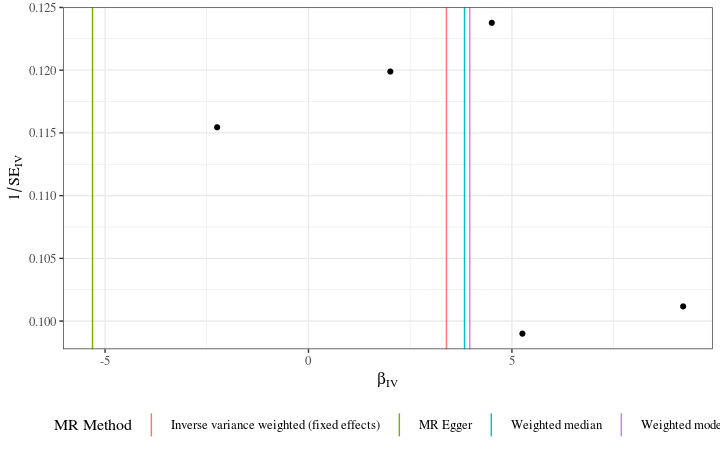 0.125
0.120
0.115
0.110
0.105
0.100
1/SE_IV
-5 0 5
β_IV
MR Method Inverse variance weighted (fixed effects) MR Egger Weighted median Weighted mode